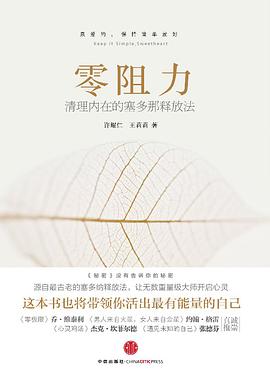 亲爱的，保持简单就好
Keep it Simple,Sweetheart
零阻力
清理内在的塞多那释放法
许耀仁 王莉莉 著
《秘密》没有告诉你的秘密
源自最古老的塞多纳释放法，让无数重量级大师开启心灵
这本书也将带领你活出最有能量的自己
《零极限》乔·维泰利 《男人来自火星，女人来自金星》约翰·格雷
《心灵鸡汤》杰克·坎菲尔德 《遇见未知的自己》张德芬
真诚推荐
中信出版社·CHINA CITIC PRESS